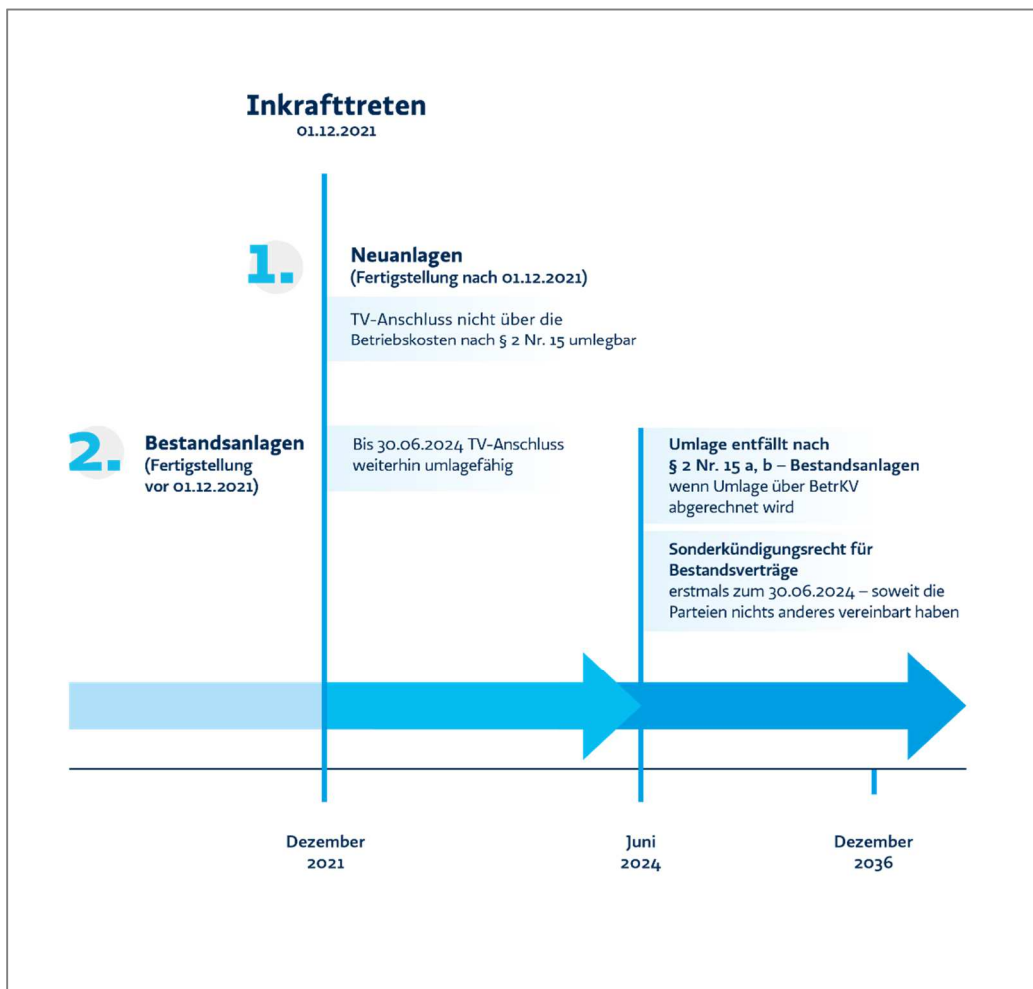 Inkrafttreten
01.12.2021
1.
Neuanlagen
(Fertigstellung nach 01.12.2021)
TV-Anschluss nicht über die
Betriebskosten nach § 2 Nr. 15 umlegbar
2.
Bestandsanlagen
(Fertigstellung
vor 01.12.2021)
Bis 30.06.2024 TV-Anschluss
weiterhin umlagefähig
Umlage entfällt nach
§ 2 Nr. 15 a, b – Bestandsanlagen
wenn Umlage über BetrKV
abgerechnet wird
Sonderkündigungsrecht für
Bestandsverträge
erstmals zum 30.06.2024 – soweit die
Parteien nichts anderes vereinbart haben
Dezember
2021
Juni
2024
Dezember
2036